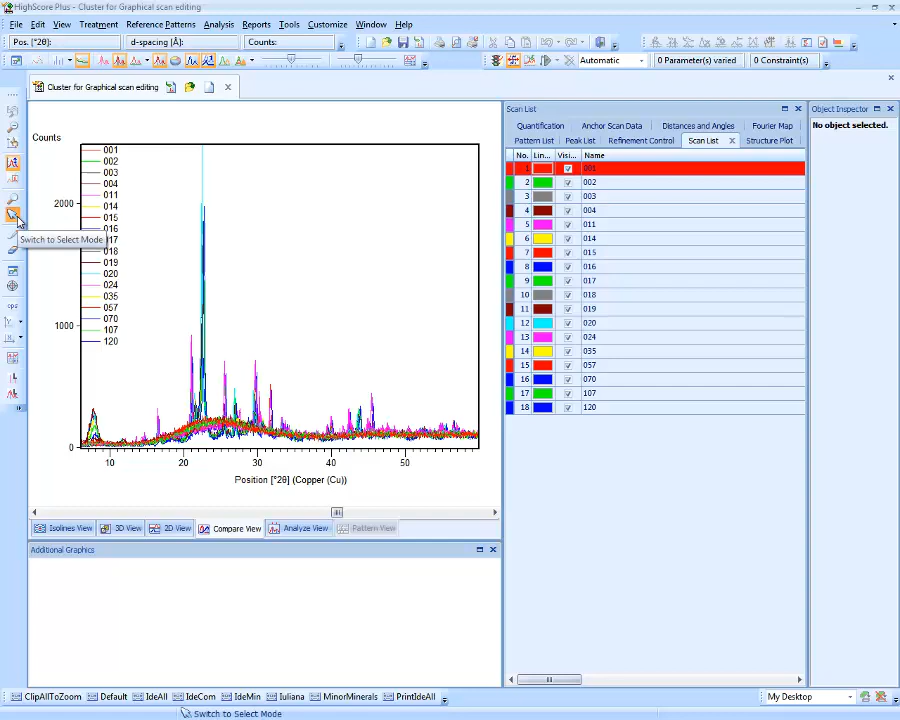 HighScore Plus - Cluster for Graphical scan editing
File Edit View Treatment Reference Patterns Analysis Reports Tools Customize Window Help
Pos. [°2θ]: d-spacing [Å]: Counts:
Automatic 0 Parameter(s) varied 0 Constraint(s)
Cluster for Graphical scan editing
Scan List
Object Inspector
No object selected.
Quantification Anchor Scan Data Distances and Angles Fourier Map
Pattern List Peak List Refinement Control Scan List Structure Plot
No. Lin... Visi... Name
1 001
2 002
3 003
4 004
5 011
6 014
7 015
8 016
9 017
10 018
11 019
12 020
13 024
14 035
15 057
16 070
17 107
18 120
Counts
2000
1000
0
001
002
003
004
011
014
015
016
017
018
019
020
024
035
057
070
107
120
10 20 30 40 50
Position [°2θ] (Copper (Cu))
cps
Switch to Select Mode
Isolines View 3D View 2D View Compare View Analyze View Pattern View
Additional Graphics
ClipAllToZoom Default IdeAll IdeCom IdeMin Iuliana MinorMinerals PrintIdeAll
My Desktop
Switch to Select Mode